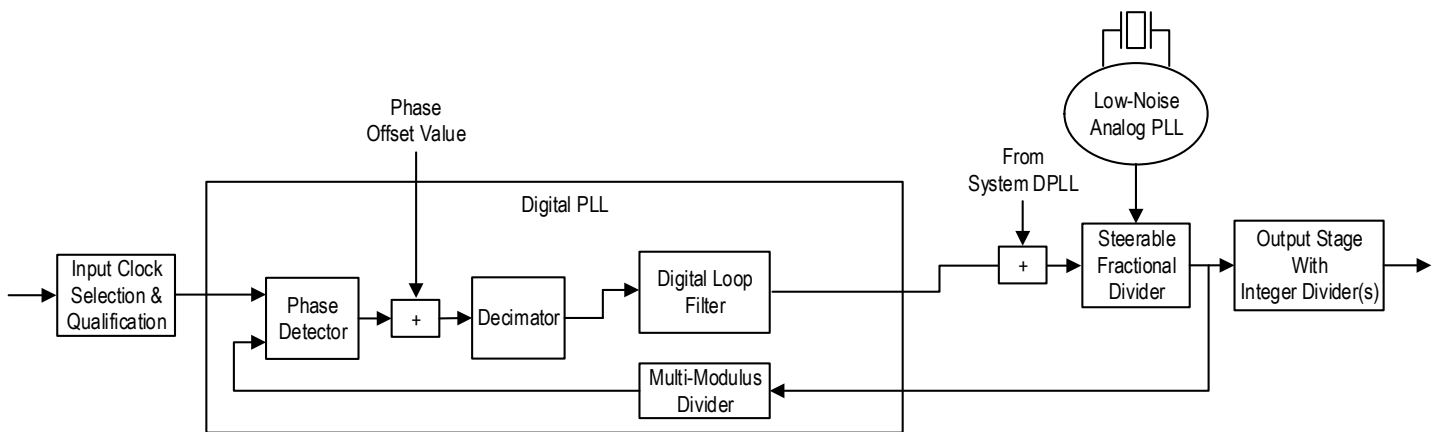 Low-Noise
Analog PLL
Phase
Offset Value
From
System DPLL
Digital PLL
Input Clock
Selection &
Qualification
Phase
Detector
+
Decimator
Digital Loop
Filter
+
Steerable
Fractional
Divider
Output Stage
With
Integer Divider(s)
Multi-Modulus
Divider